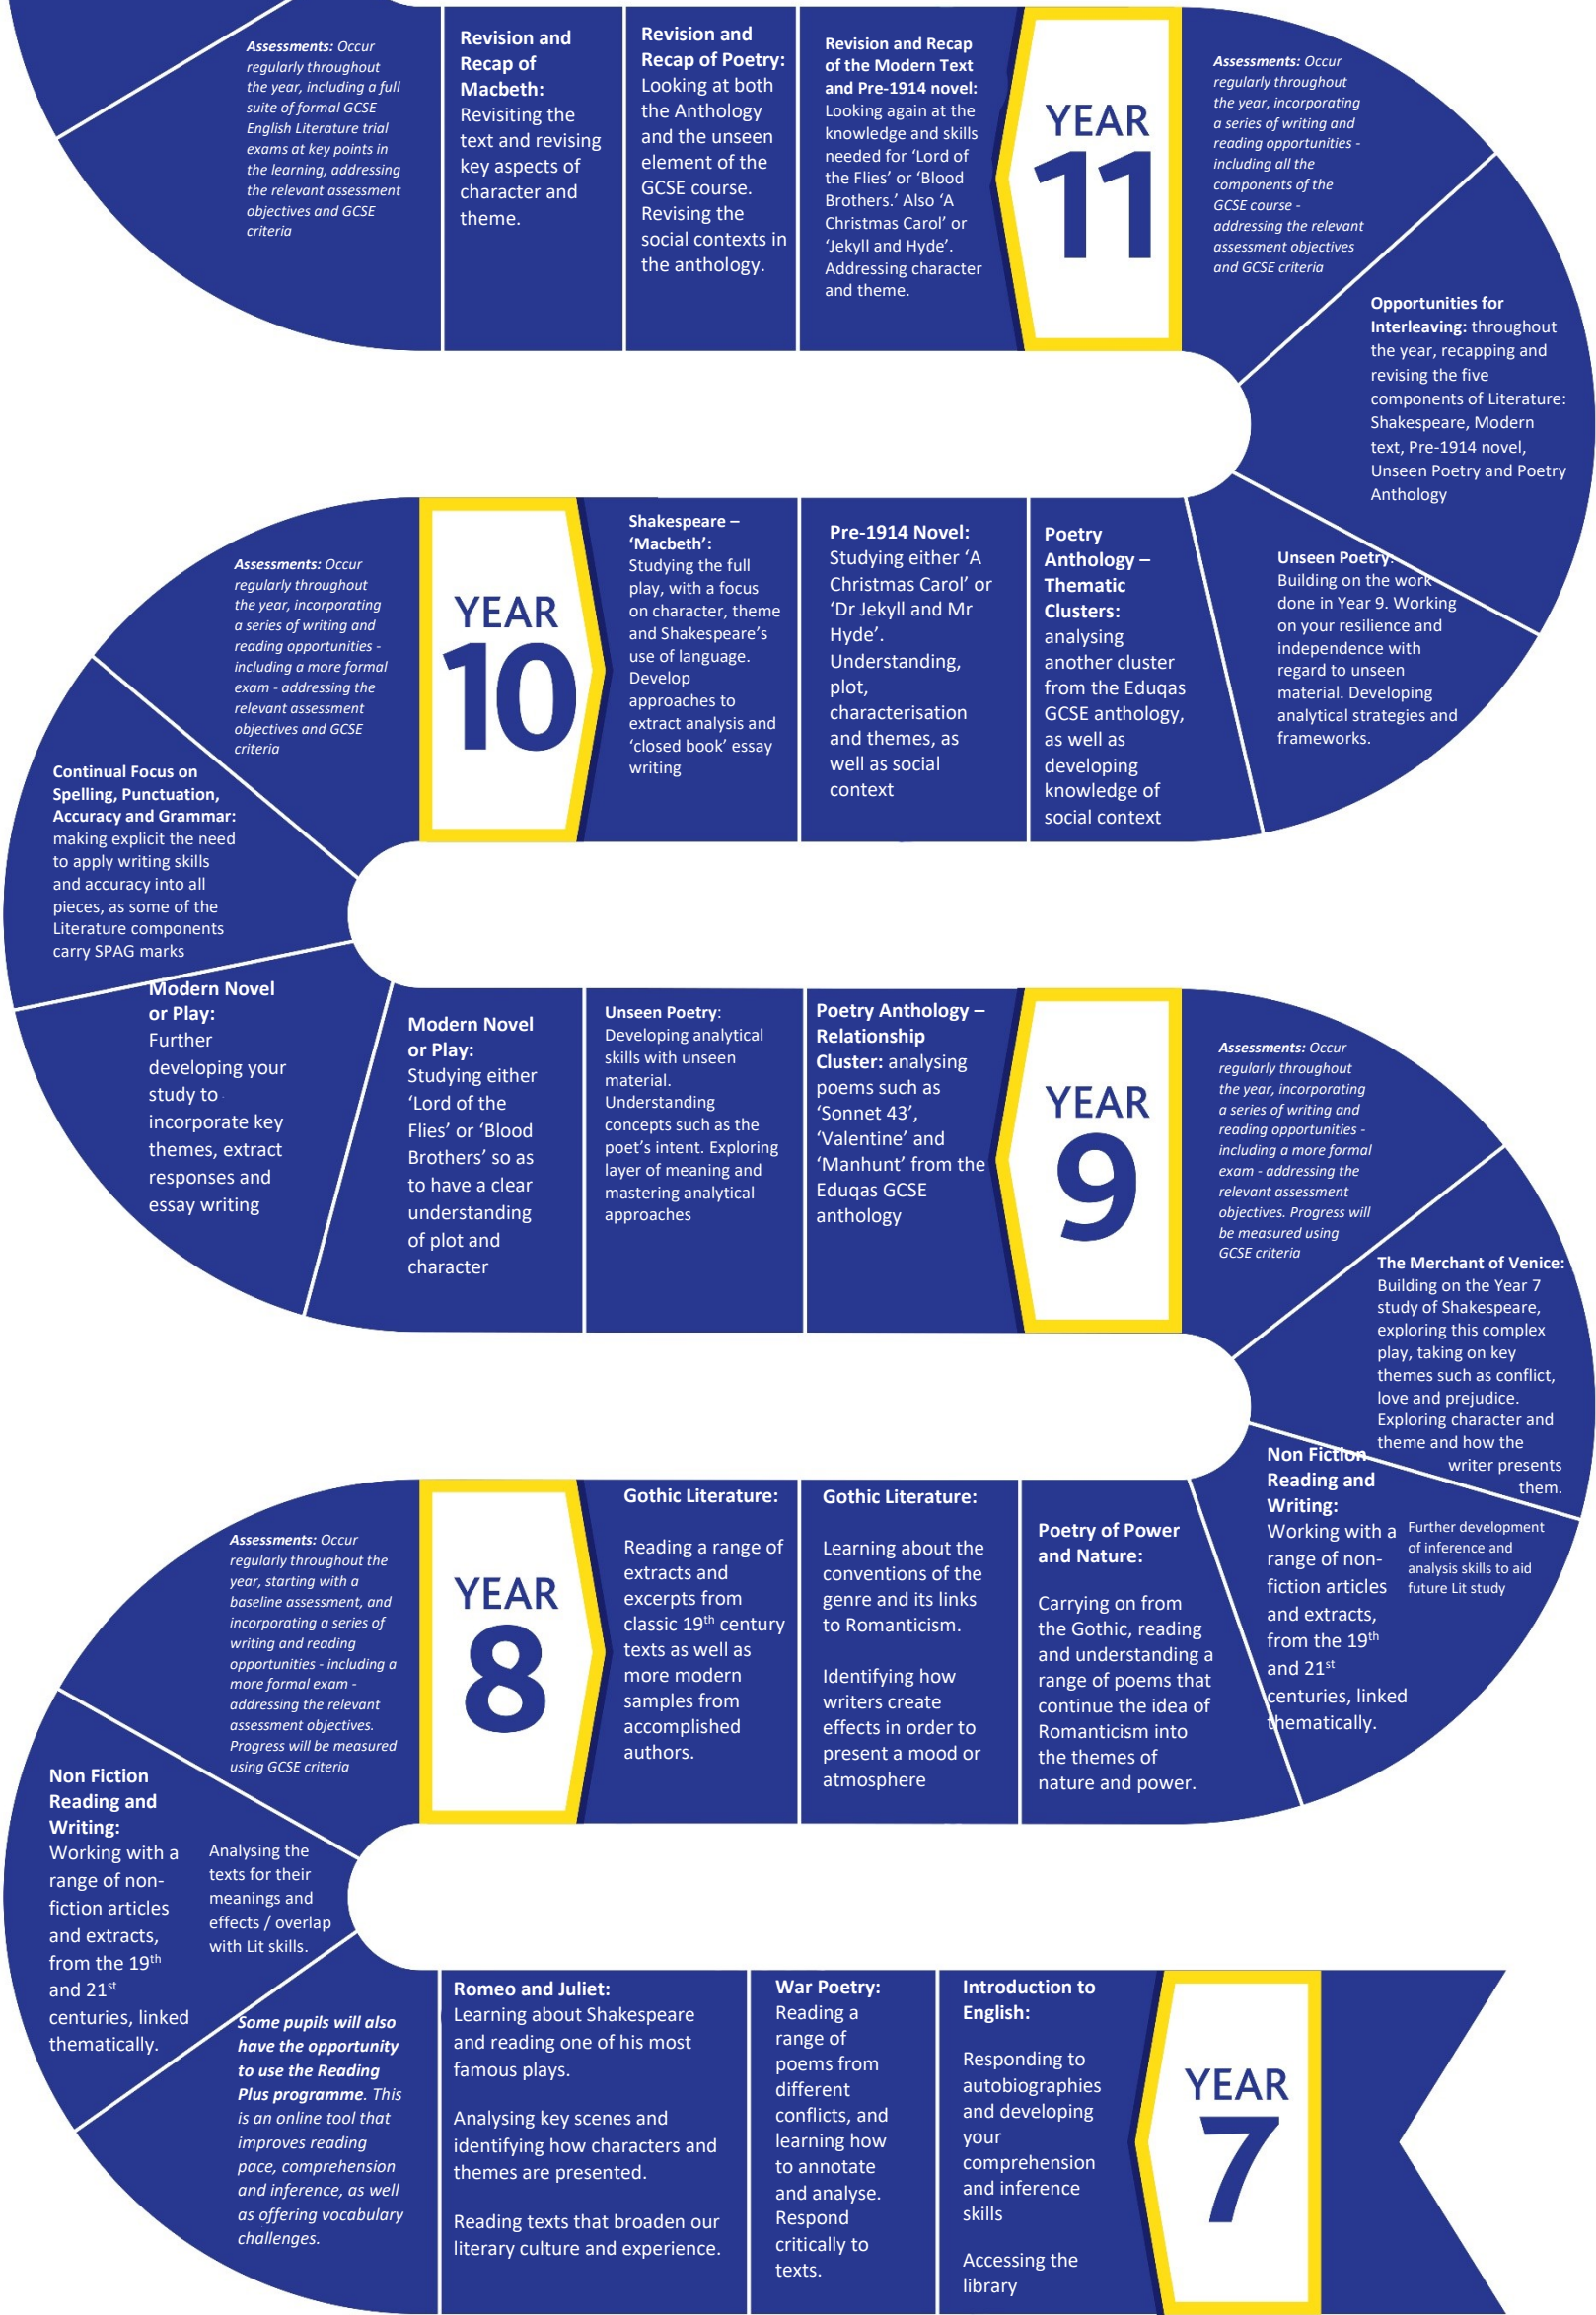 Assessments: Occur
regularly throughout
the year, including a full
suite of formal GCSE
English Literature trial
exams at key points in
the learning, addressing
the relevant assessment
objectives and GCSE
criteria
Revision and
Recap of
Macbeth:
Revisiting the
text and revising
key aspects of
character and
theme.
Revision and
Recap of Poetry:
Looking at both
the Anthology
and the unseen
element of the
GCSE course.
Revising the
social contexts in
the anthology.
Revision and Recap
of the Modern Text
and Pre-1914 novel:
Looking again at the
knowledge and skills
needed for ‘Lord of
the Flies’ or ‘Blood
Brothers.’ Also ‘A
Christmas Carol’ or
‘Jekyll and Hyde’.
Addressing character
and theme.
YEAR
11
Assessments: Occur
regularly throughout
the year, incorporating
a series of writing and
reading opportunities -
including all the
components of the
GCSE course -
addressing the relevant
assessment objectives
and GCSE criteria
Opportunities for
Interleaving: throughout
the year, recapping and
revising the five
components of Literature:
Shakespeare, Modern
text, Pre-1914 novel,
Unseen Poetry and Poetry
Anthology
Assessments: Occur
regularly throughout
the year, incorporating
a series of writing and
reading opportunities -
including a more formal
exam - addressing the
relevant assessment
objectives and GCSE
criteria
YEAR
10
Shakespeare –
‘Macbeth’:
Studying the full
play, with a focus
on character, theme
and Shakespeare’s
use of language.
Develop
approaches to
extract analysis and
‘closed book’ essay
writing
Pre-1914 Novel:
Studying either ‘A
Christmas Carol’ or
‘Dr Jekyll and Mr
Hyde’.
Understanding,
plot,
characterisation
and themes, as
well as social
context
Poetry
Anthology –
Thematic
Clusters:
analysing
another cluster
from the Eduqas
GCSE anthology,
as well as
developing
knowledge of
social context
Unseen Poetry:
Building on the work
done in Year 9. Working
on your resilience and
independence with
regard to unseen
material. Developing
analytical strategies and
frameworks.
Continual Focus on
Spelling, Punctuation,
Accuracy and Grammar:
making explicit the need
to apply writing skills
and accuracy into all
pieces, as some of the
Literature components
carry SPAG marks
Modern Novel
or Play:
Further
developing your
study to
incorporate key
themes, extract
responses and
essay writing
Modern Novel
or Play:
Studying either
‘Lord of the
Flies’ or ‘Blood
Brothers’ so as
to have a clear
understanding
of plot and
character
Unseen Poetry:
Developing analytical
skills with unseen
material.
Understanding
concepts such as the
poet’s intent. Exploring
layer of meaning and
mastering analytical
approaches
Poetry Anthology –
Relationship
Cluster: analysing
poems such as
‘Sonnet 43’,
‘Valentine’ and
‘Manhunt’ from the
Eduqas GCSE
anthology
YEAR
9
Assessments: Occur
regularly throughout
the year, incorporating
a series of writing and
reading opportunities -
including a more formal
exam - addressing the
relevant assessment
objectives. Progress will
be measured using
GCSE criteria
The Merchant of Venice:
Building on the Year 7
study of Shakespeare,
exploring this complex
play, taking on key
themes such as conflict,
love and prejudice.
Exploring character and
theme and how the
writer presents
them.
Assessments: Occur
regularly throughout the
year, starting with a
baseline assessment, and
incorporating a series of
writing and reading
opportunities - including a
more formal exam -
addressing the relevant
assessment objectives.
Progress will be measured
using GCSE criteria
YEAR
8
Gothic Literature:
Reading a range of
extracts and
excerpts from
classic 19th century
texts as well as
more modern
samples from
accomplished
authors.
Gothic Literature:
Learning about the
conventions of the
genre and its links
to Romanticism.
Identifying how
writers create
effects in order to
present a mood or
atmosphere
Poetry of Power
and Nature:
Carrying on from
the Gothic, reading
and understanding a
range of poems that
continue the idea of
Romanticism into
the themes of
nature and power.
Non Fiction
Reading and
Writing:
Working with a
range of non-
fiction articles
and extracts,
from the 19th
and 21st
centuries, linked
thematically.
Further development
of inference and
analysis skills to aid
future Lit study
Non Fiction
Reading and
Writing:
Working with a
range of non-
fiction articles
and extracts,
from the 19th
and 21st
centuries, linked
thematically.
Analysing the
texts for their
meanings and
effects / overlap
with Lit skills.
Some pupils will also
have the opportunity
to use the Reading
Plus programme. This
is an online tool that
improves reading
pace, comprehension
and inference, as well
as offering vocabulary
challenges.
Romeo and Juliet:
Learning about Shakespeare
and reading one of his most
famous plays.
Analysing key scenes and
identifying how characters and
themes are presented.
Reading texts that broaden our
literary culture and experience.
War Poetry:
Reading a
range of
poems from
different
conflicts, and
learning how
to annotate
and analyse.
Respond
critically to
texts.
Introduction to
English:
Responding to
autobiographies
and developing
your
comprehension
and inference
skills
Accessing the
library
YEAR
7